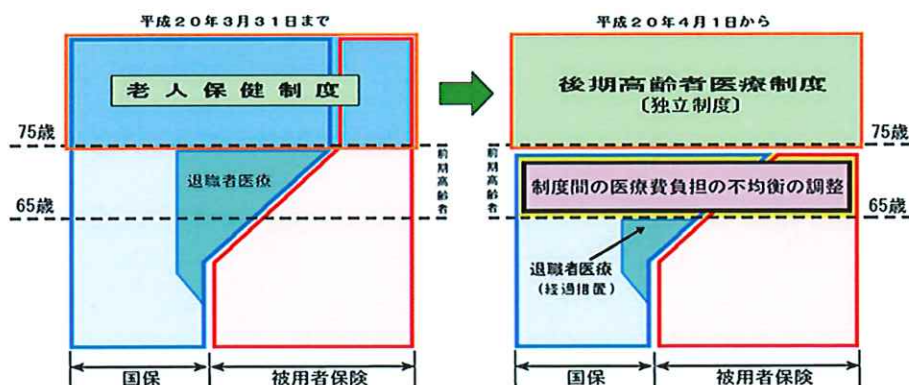 平成20年3月31日まで
老人保健制度
75歳
退職者医療
65歳
前期高齢者
国保
被用者保険
平成20年4月1日から
後期高齢者医療制度
〔独立制度〕
75歳
前期高齢者
制度間の医療費負担の不均衡の調整
65歳
退職者医療
(経過措置)
国保
被用者保険